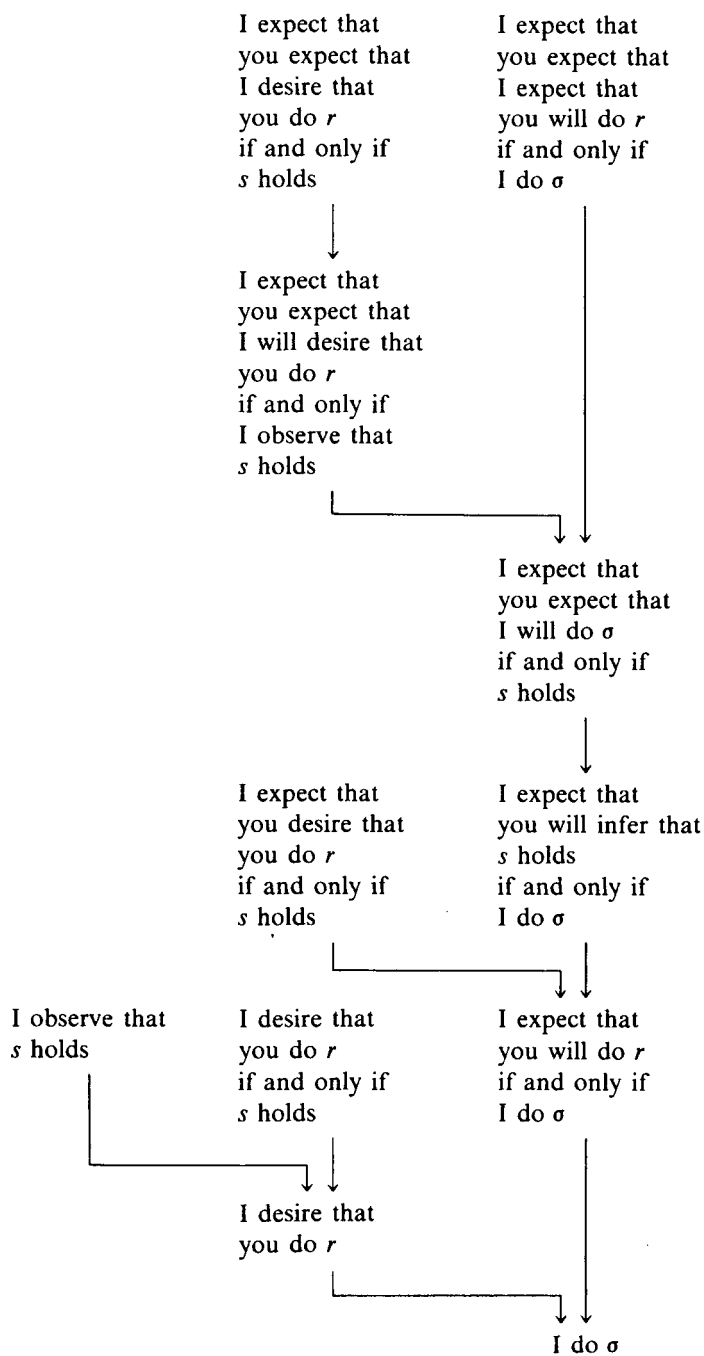 I expect that
you expect that
I desire that
you do r
if and only if
s holds
I expect that
you expect that
I expect that
you will do r
if and only if
I do σ
I expect that
you expect that
I will desire that
you do r
if and only if
I observe that
s holds
I expect that
you expect that
I will do σ
if and only if
s holds
I expect that
you desire that
you do r
if and only if
s holds
I expect that
you will infer that
s holds
if and only if
I do σ
I observe that
s holds
I desire that
you do r
if and only if
s holds
I expect that
you will do r
if and only if
I do σ
I desire that
you do r
I do σ